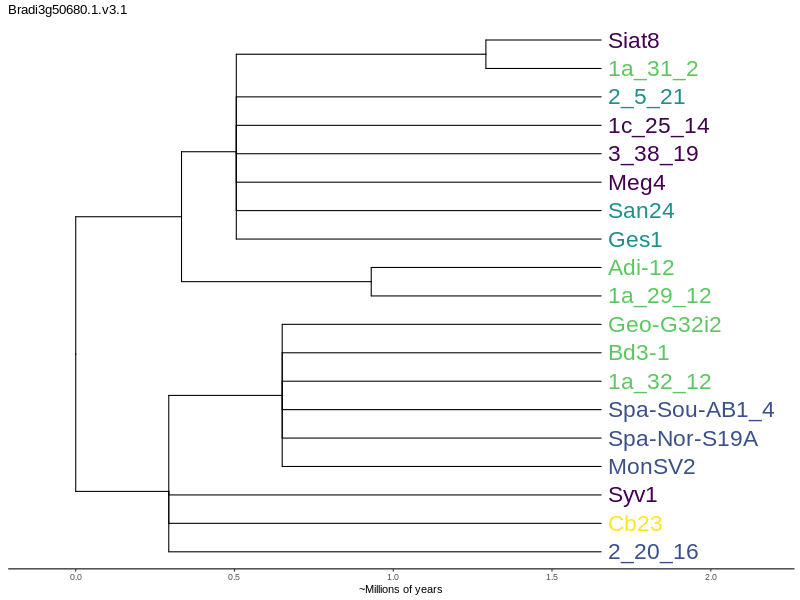 Bradi3g50680.1.v3.1
Siat8
1a_31_2
2_5_21
1c_25_14
3_38_19
Meg4
San24
Ges1
Adi-12
1a_29_12
Geo-G32i2
Bd3-1
1a_32_12
Spa-Sou-AB1_4
Spa-Nor-S19A
MonSV2
Syv1
Cb23
2_20_16
0.0 0.5 1.0 1.5 2.0
~Millions of years